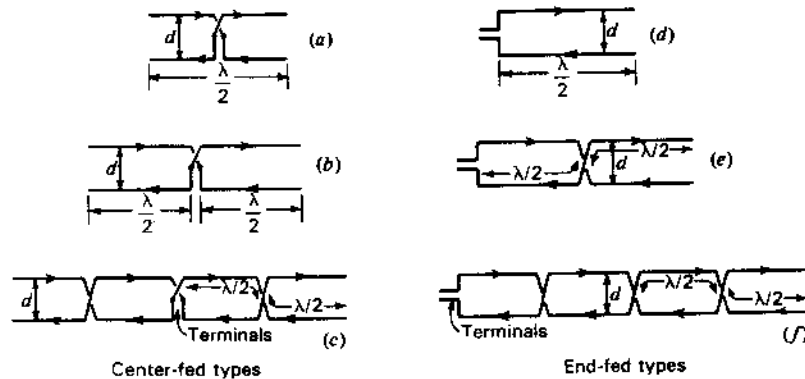 d
(a)
λ/2
d
(b)
λ/2
λ/2
d
λ/2
λ/2
Terminals
(c)
Center-fed types
d
(d)
λ/2
d
λ/2
(e)
λ/2
d
λ/2
λ/2
Terminals
(f)
End-fed types